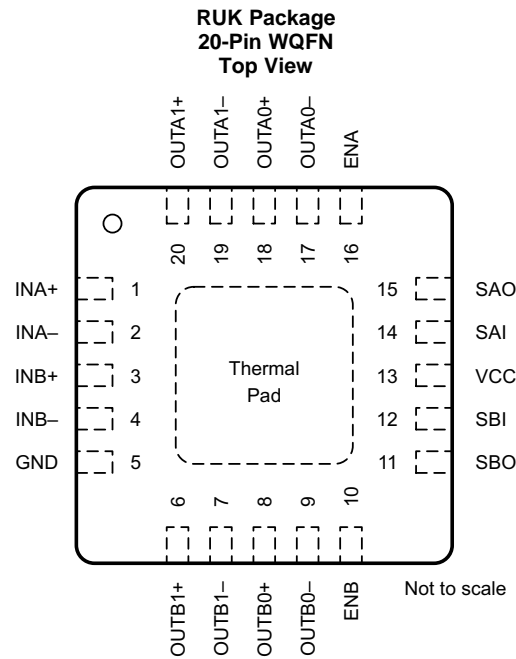 RUK Package
20-Pin WQFN
Top View
OUTA1+
OUTA1–
OUTA0+
OUTA0–
ENA
20
19
18
17
16
INA+ 1
INA– 2
INB+ 3
INB– 4
GND 5
Thermal
Pad
15 SAO
14 SAI
13 VCC
12 SBI
11 SBO
6
7
8
9
10
OUTB1+
OUTB1–
OUTB0+
OUTB0–
ENB
Not to scale